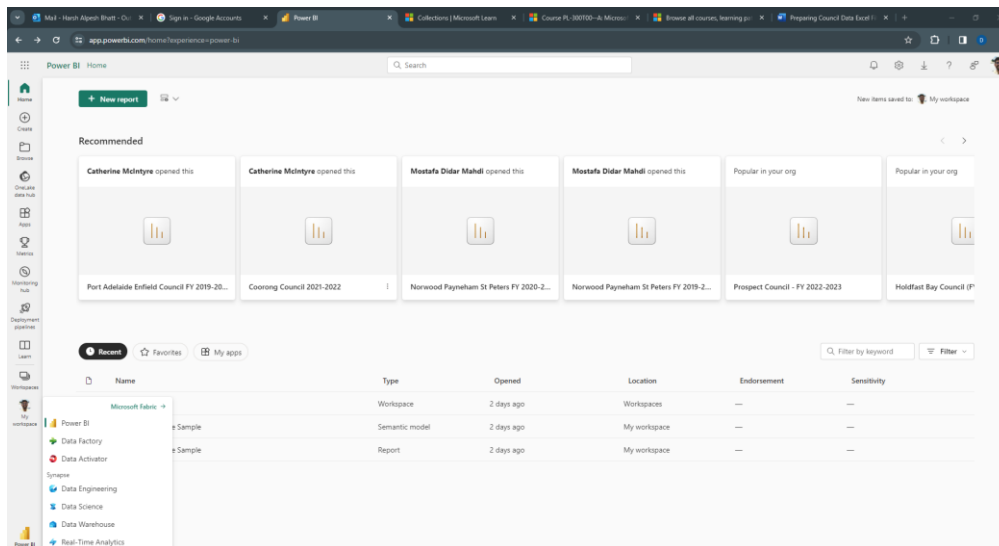 Mail - Harsh Alpesh Bhatt - Ou
Sign in - Google Accounts
Power BI
Collections | Microsoft Learn
Course PL-300T00--A: Microso
Browse all courses, learning pa
Preparing Council Data Excel Fi
app.powerbi.com/home?experience=power-bi
Power BI Home
Search
Home
Create
Browse
OneLake
data hub
Apps
Metrics
Monitoring
hub
Deployment
pipelines
Learn
Workspaces
My
workspace
Power BI
+ New report
New items saved to: My workspace
Recommended
Catherine McIntyre opened this
Catherine McIntyre opened this
Mostafa Didar Mahdi opened this
Mostafa Didar Mahdi opened this
Popular in your org
Popular in your org
Port Adelaide Enfield Council FY 2019-20...
Coorong Council 2021-2022
Norwood Payneham St Peters FY 2020-2...
Norwood Payneham St Peters FY 2019-2...
Prospect Council - FY 2022-2023
Holdfast Bay Council (F
Recent
Favorites
My apps
Filter by keyword
Filter
Name Type Opened Location Endorsement Sensitivity
Workspace 2 days ago Workspaces — —
e Sample Semantic model 2 days ago My workspace — —
e Sample Report 2 days ago My workspace — —
Microsoft Fabric
Power BI
Data Factory
Data Activator
Synapse
Data Engineering
Data Science
Data Warehouse
Real-Time Analytics